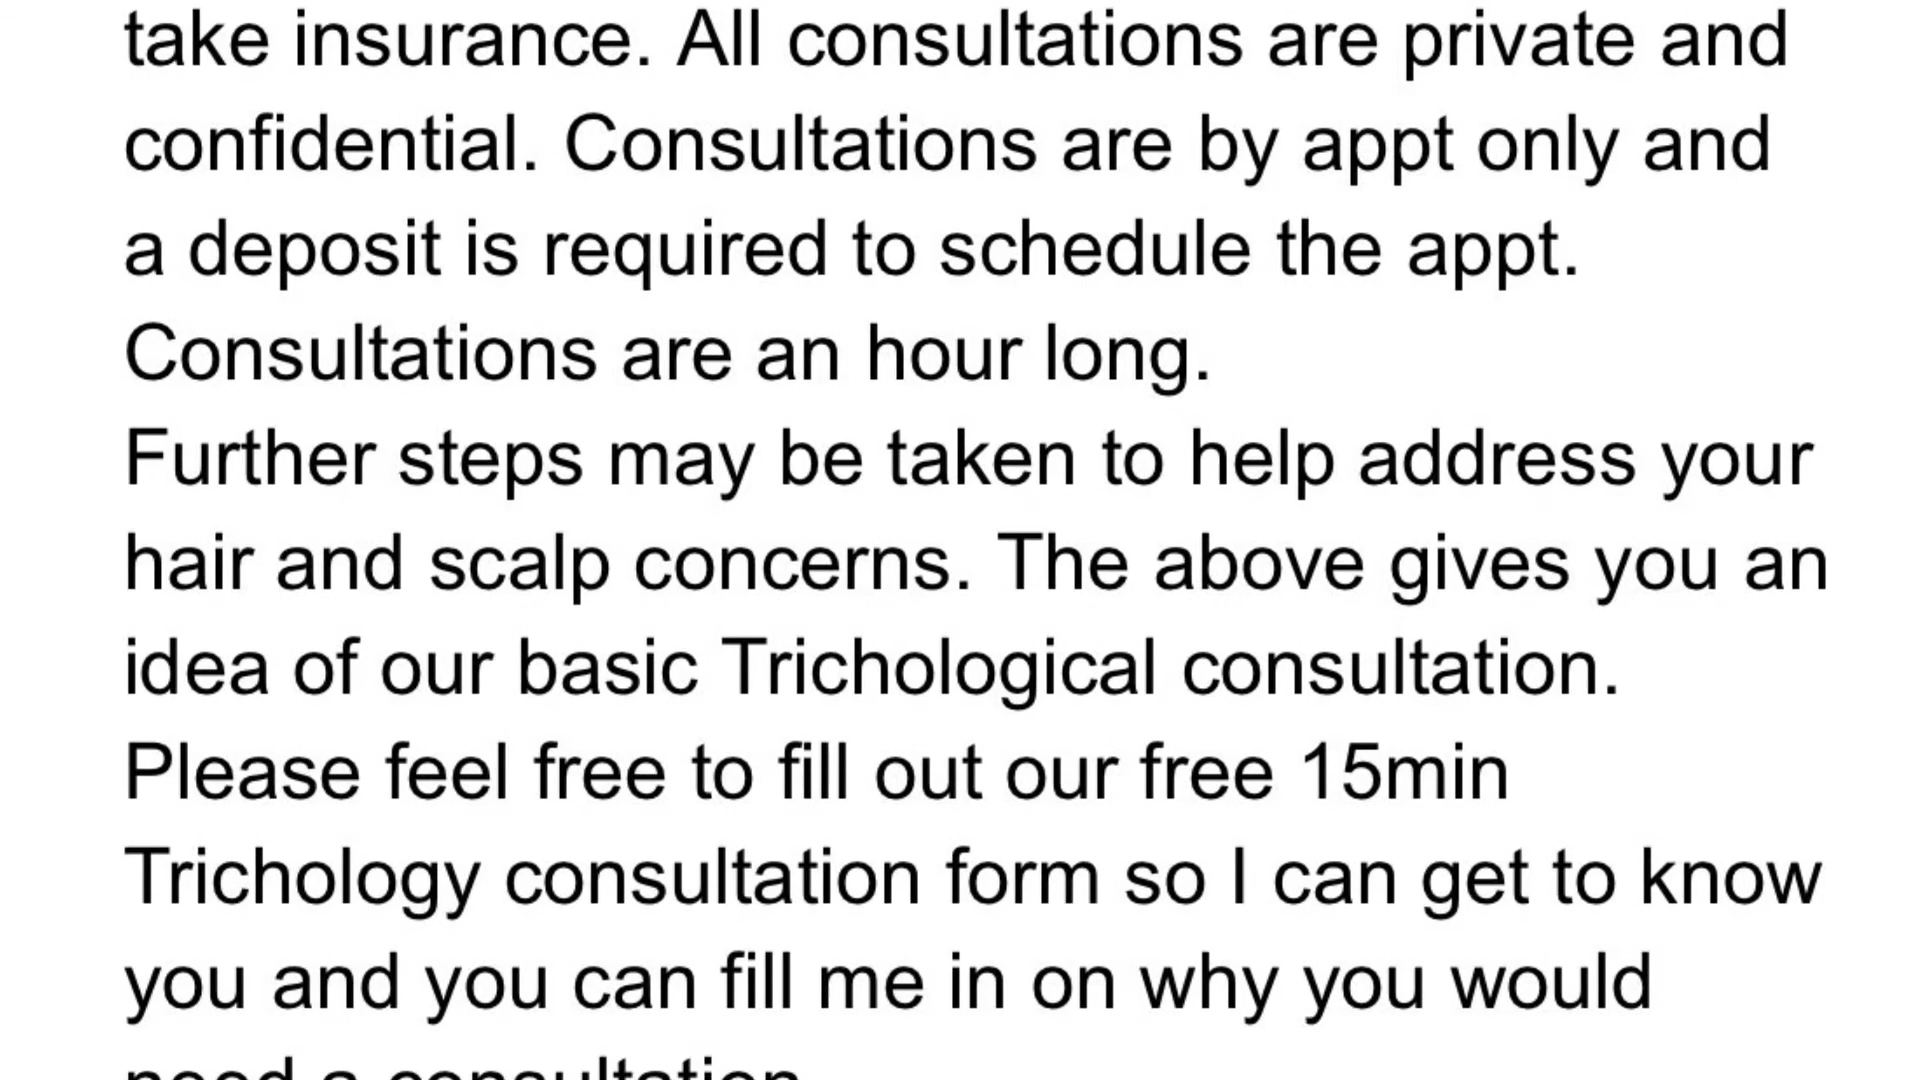 take insurance. All consultations are private and
confidential. Consultations are by appt only and
a deposit is required to schedule the appt.
Consultations are an hour long.
Further steps may be taken to help address your
hair and scalp concerns. The above gives you an
idea of our basic Trichological consultation.
Please feel free to fill out our free 15min
Trichology consultation form so I can get to know
you and you can fill me in on why you would
need a consultation